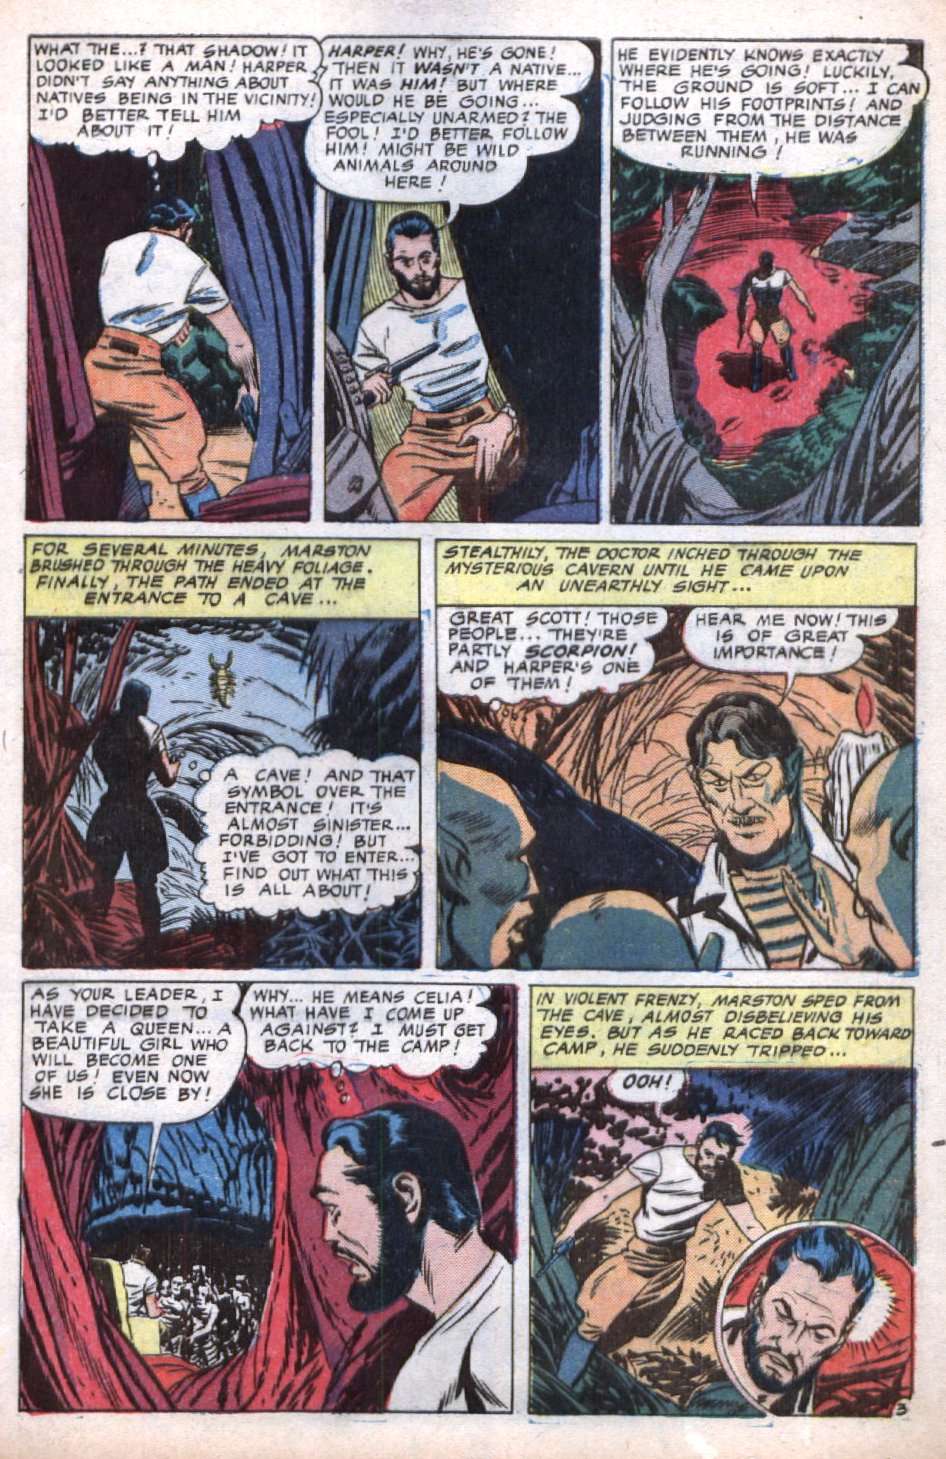 WHAT THE...? THAT SHADOW! IT
LOOKED LIKE A MAN! HARPER
DIDN'T SAY ANYTHING ABOUT
NATIVES BEING IN THE VICINITY!
I'D BETTER TELL HIM
ABOUT IT!
HARPER! WHY, HE'S GONE!
THEN IT WASN'T A NATIVE...
IT WAS HIM! BUT WHERE
WOULD HE BE GOING...
ESPECIALLY UNARMED? THE
FOOL! I'D BETTER FOLLOW
HIM! MIGHT BE WILD
ANIMALS AROUND
HERE!
HE EVIDENTLY KNOWS EXACTLY
WHERE HE'S GOING! LUCKILY,
THE GROUND IS SOFT... I CAN
FOLLOW HIS FOOTPRINTS! AND
JUDGING FROM THE DISTANCE
BETWEEN THEM, HE WAS
RUNNING!
FOR SEVERAL MINUTES, MARSTON
BRUSHED THROUGH THE HEAVY FOLIAGE.
FINALLY, THE PATH ENDED AT THE
ENTRANCE TO A CAVE...
A CAVE! AND THAT
SYMBOL OVER THE
ENTRANCE! IT'S
ALMOST SINISTER...
FORBIDDING! BUT
I'VE GOT TO ENTER...
FIND OUT WHAT THIS
IS ALL ABOUT!
STEALTHILY, THE DOCTOR INCHED THROUGH THE
MYSTERIOUS CAVERN UNTIL HE CAME UPON
AN UNEARTHLY SIGHT...
GREAT SCOTT! THOSE
PEOPLE... THEY'RE
PARTLY SCORPION!
AND HARPER'S ONE
OF THEM!
HEAR ME NOW! THIS
IS OF GREAT
IMPORTANCE!
AS YOUR LEADER, I
HAVE DECIDED TO
TAKE A QUEEN... A
BEAUTIFUL GIRL WHO
WILL BECOME ONE
OF US! EVEN NOW
SHE IS CLOSE BY!
WHY... HE MEANS CELIA!
WHAT HAVE I COME UP
AGAINST? I MUST GET
BACK TO THE CAMP!
IN VIOLENT FRENZY, MARSTON SPED FROM
THE CAVE, ALMOST DISBELIEVING HIS
EYES. BUT AS HE RACED BACK TOWARD
CAMP, HE SUDDENLY TRIPPED...
OOH!
3